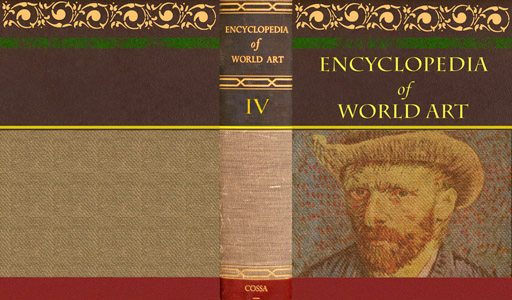 ENCYCLOPEDIA
of
WORLD ART
IV
COSSA
ENCYCLOPEDIA
of
WORLD ART